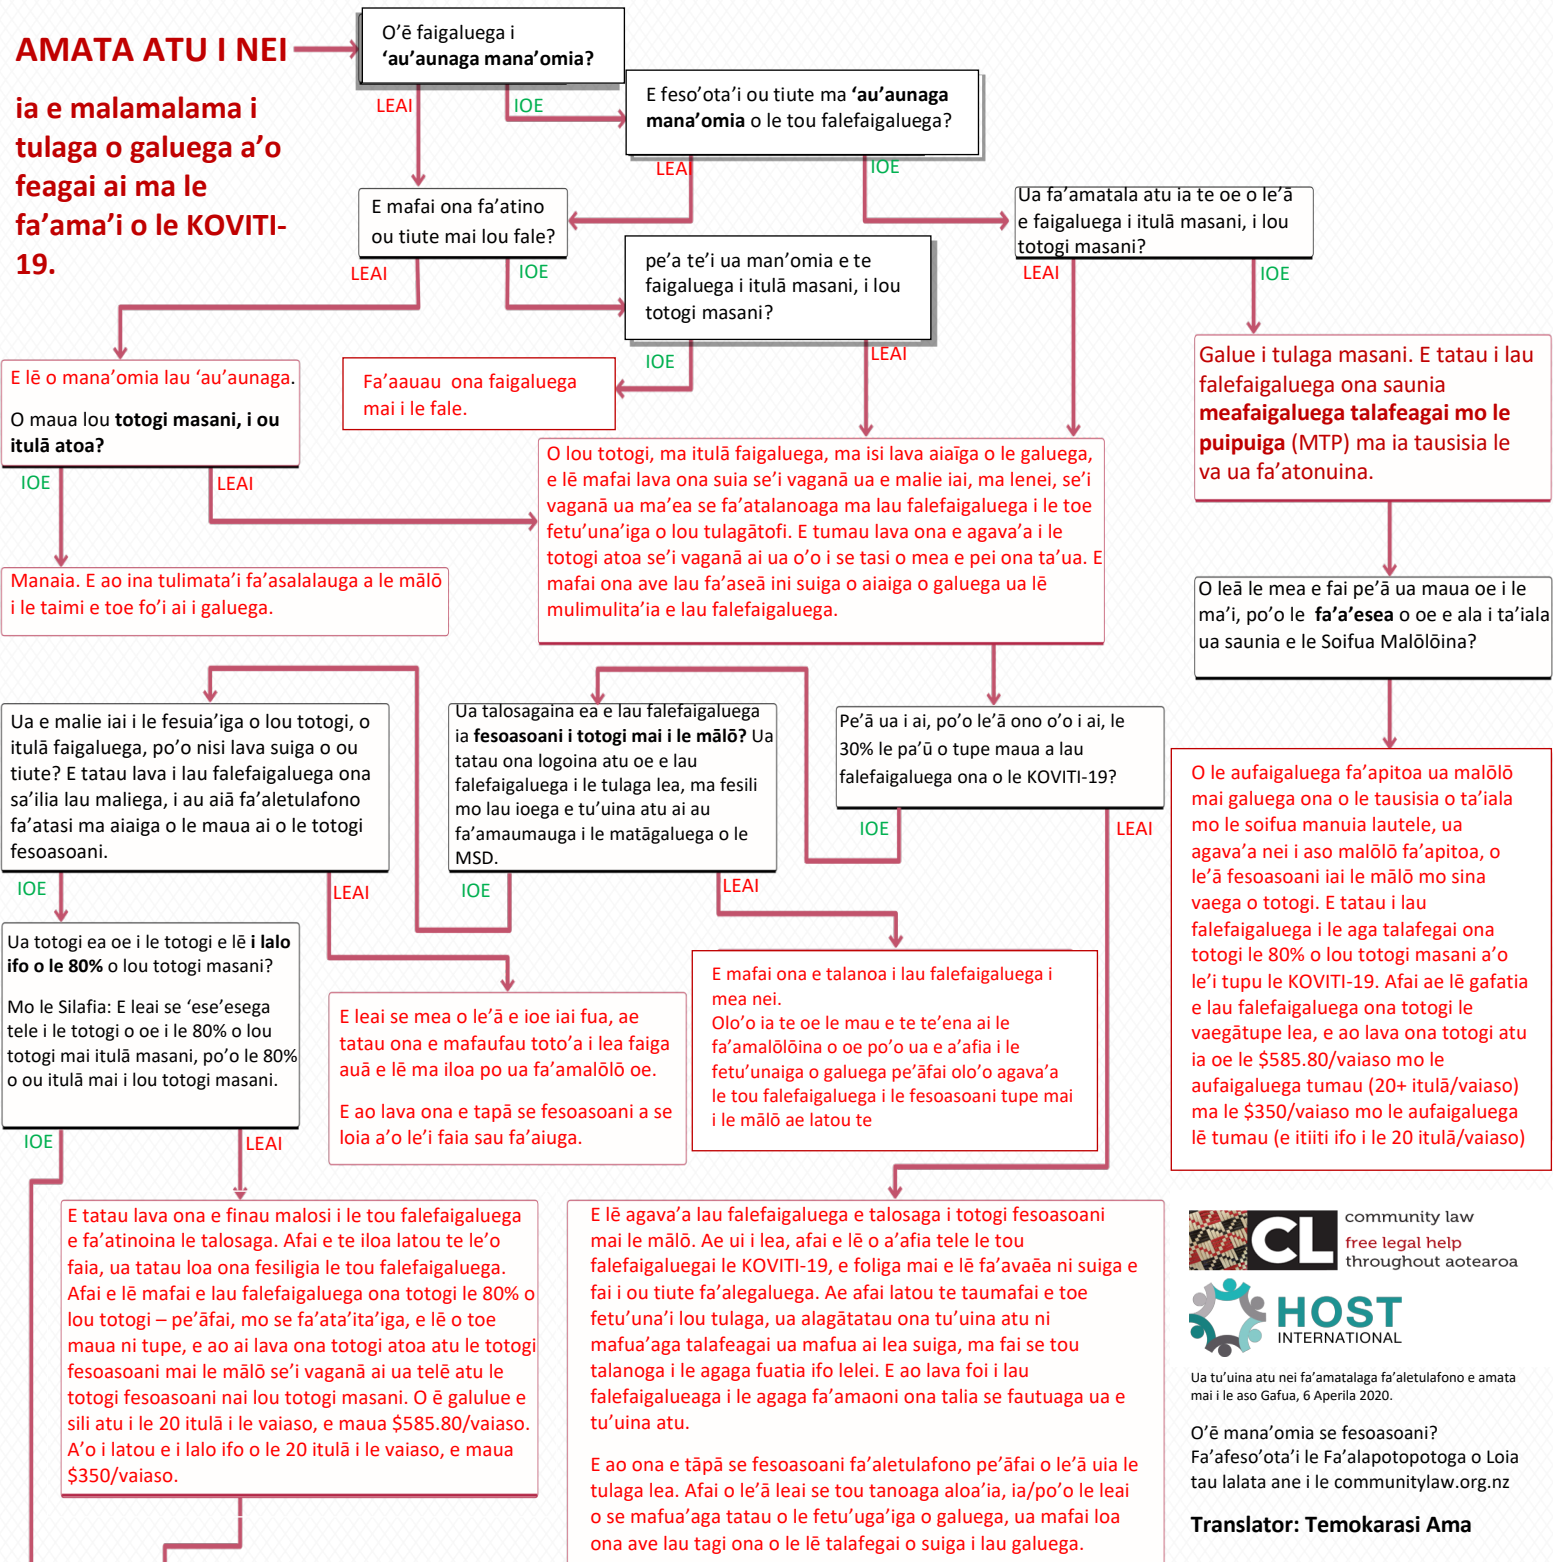 AMATA ATU I NEI
ia e malamalama i
tulaga o galuega a’o
feagai ai ma le
fa’ama’i o le KOVITI-
19.
O’ē faigaluega i
‘au’aunaga mana’omia?
LEAI
IOE
E feso’ota’i ou tiute ma ‘au’aunaga
mana’omia o le tou falefaigaluega?
LEAI
IOE
E mafai ona fa’atino
ou tiute mai lou fale?
LEAI
IOE
Ua fa’amatala atu ia te oe o le’ā
e faigaluega i itulā masani, i lou
totogi masani?
LEAI
IOE
pe’a te’i ua man’omia e te
faigaluega i itulā masani, i lou
totogi masani?
IOE
LEAI
E lē o mana’omia lau ‘au’aunaga.
O maua lou totogi masani, i ou
itulā atoa?
IOE
LEAI
Fa’aauau ona faigaluega
mai i le fale.
Galue i tulaga masani. E tatau i lau
falefaigaluega ona saunia
meafaigaluega talafeagai mo le
puipuiga (MTP) ma ia tausisia le
va ua fa’atonuina.
O lou totogi, ma itulā faigaluega, ma isi lava aiaīga o le galuega,
e lē mafai lava ona suia se’i vaganā ua e malie iai, ma lenei, se’i
vaganā ua ma’ea se fa’atalanoaga ma lau falefaigaluega i le toe
fetu’una’iga o lou tulagātofi. E tumau lava ona e agava’a i le
totogi atoa se’i vaganā ai ua o’o i se tasi o mea e pei ona ta’ua. E
mafai ona ave lau fa’aseā ini suiga o aiaiga o galuega ua lē
mulimulita’ia e lau falefaigaluega.
Manaia. E ao ina tulimata’i fa’asalalauga a le mālō
i le taimi e toe fo’i ai i galuega.
O leā le mea e fai pe’ā ua maua oe i le
ma’i, po’o le fa’a’esea o oe e ala i ta’iala
ua saunia e le Soifua Malōlōina?
Ua e malie iai i le fesuia’iga o lou totogi, o
itulā faigaluega, po’o nisi lava suiga o ou
tiute? E tatau lava i lau falefaigaluega ona
sa’ilia lau maliega, i au aiā fa’aletulafono
fa’atasi ma aiaiga o le maua ai o le totogi
fesoasoani.
IOE
LEAI
Ua talosagaina ea e lau falefaigaluega
ia fesoasoani i totogi mai i le mālō? Ua
tatau ona logoina atu oe e lau
falefaigaluega i le tulaga lea, ma fesili
mo lau ioega e tu’uina atu ai au
fa’amaumauga i le matāgaluega o le
MSD.
IOE
LEAI
Pe’ā ua i ai, po’o le’ā ono o’o i ai, le
30% le pa’ū o tupe maua a lau
falefaigaluega ona o le KOVITI-19?
IOE
LEAI
O le aufaigaluega fa’apitoa ua malōlō
mai galuega ona o le tausisia o ta’iala
mo le soifua manuia lautele, ua
agava’a nei i aso malōlō fa’apitoa, o
le’ā fesoasoani iai le mālō mo sina
vaega o totogi. E tatau i lau
falefaigaluega i le aga talafegai ona
totogi le 80% o lou totogi masani a’o
le’i tupu le KOVITI-19. Afai ae lē gafatia
e lau falefaigaluega ona totogi le
vaegātupe lea, e ao lava ona totogi atu
ia oe le $585.80/vaiaso mo le
aufaigaluega tumau (20+ itulā/vaiaso)
ma le $350/vaiaso mo le aufaigaluega
lē tumau (e itiiti ifo i le 20 itulā/vaiaso)
Ua totogi ea oe i le totogi e lē i lalo
ifo o le 80% o lou totogi masani?
Mo le Silafia: E leai se ‘ese’esega
tele i le totogi o oe i le 80% o lou
totogi mai itulā masani, po’o le 80%
o ou itulā mai i lou totogi masani.
IOE
LEAI
E leai se mea o le’ā e ioe iai fua, ae
tatau ona e mafaufau toto’a i lea faiga
auā e lē ma iloa po ua fa’amalōlō oe.
E ao lava ona e tapā se fesoasoani a se
loia a’o le’i faia sau fa’aiuga.
E mafai ona e talanoa i lau falefaigaluega i
mea nei.
Olo’o ia te oe le mau e te te’ena ai le
fa’amalōlōina o oe po’o ua e a’afia i le
fetu’unaiga o galuega pe’āfai olo’o agava’a
le tou falefaigaluega i le fesoasoani tupe mai
i le mālō ae latou te
E tatau lava ona e finau malosi i le tou falefaigaluega
e fa’atinoina le talosaga. Afai e te iloa latou te le’o
faia, ua tatau loa ona fesiligia le tou falefaigaluega.
Afai e lē mafai e lau falefaigaluega ona totogi le 80% o
lou totogi – pe’āfai, mo se fa’ata’ita’iga, e lē o toe
maua ni tupe, e ao ai lava ona totogi atoa atu le totogi
fesoasoani mai le mālō se’i vaganā ai ua telē atu le
totogi fesoasoani nai lou totogi masani. O ē galulue e
sili atu i le 20 itulā i le vaiaso, e maua $585.80/vaiaso.
A’o i latou e i lalo ifo o le 20 itulā i le vaiaso, e maua
$350/vaiaso.
E lē agava’a lau falefaigaluega e talosaga i totogi fesoasoani
mai le mālō. Ae ui i lea, afai e lē o a’afia tele le tou
falefaigaluegai le KOVITI-19, e foliga mai e lē fa’avaēa ni suiga e
fai i ou tiute fa’alegaluega. Ae afai latou te taumafai e toe
fetu’una’i lou tulaga, ua alagātatau ona tu’uina atu ni
mafua’aga talafeagai ua mafua ai lea suiga, ma fai se tou
talanoga i le agaga fuatia ifo lelei. E ao lava foi i lau
falefaigalueaga i le agaga fa’amaoni ona talia se fautuaga ua e
tu’uina atu.
E ao ona e tāpā se fesoasoani fa’aletulafono pe’āfai o le’ā uia le
tulaga lea. Afai o le’ā leai se tou tanoaga aloa’ia, ia/po’o le leai
o se mafua’aga tatau o le fetu’uga’iga o galuega, ua mafai loa
ona ave lau tagi ona o le lē talafegai o suiga i lau galuega.
CL
community law
free legal help
throughout aotearoa
HOST
INTERNATIONAL
Ua tu’uina atu nei fa’amatalaga fa’aletulafono e amata
mai i le aso Gafua, 6 Aperila 2020.
O’ē mana’omia se fesoasoani?
Fa’afeso’ota’i le Fa’alapotopotoga o Loia
tau lalata ane i le communitylaw.org.nz
Translator: Temokarasi Ama